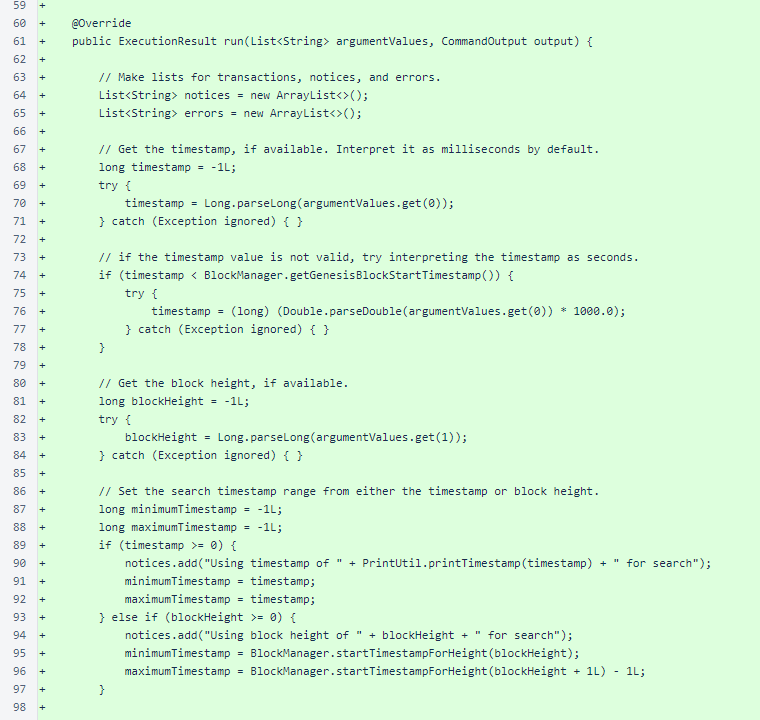 59 +
60 +     @Override
61 +     public ExecutionResult run(List<String> argumentValues, CommandOutput output) {
62 +
63 +         // Make lists for transactions, notices, and errors.
64 +         List<String> notices = new ArrayList<>();
65 +         List<String> errors = new ArrayList<>();
66 +
67 +         // Get the timestamp, if available. Interpret it as milliseconds by default.
68 +         long timestamp = -1L;
69 +         try {
70 +             timestamp = Long.parseLong(argumentValues.get(0));
71 +         } catch (Exception ignored) { }
72 +
73 +         // if the timestamp value is not valid, try interpreting the timestamp as seconds.
74 +         if (timestamp < BlockManager.getGenesisBlockStartTimestamp()) {
75 +             try {
76 +                 timestamp = (long) (Double.parseDouble(argumentValues.get(0)) * 1000.0);
77 +             } catch (Exception ignored) { }
78 +         }
79 +
80 +         // Get the block height, if available.
81 +         long blockHeight = -1L;
82 +         try {
83 +             blockHeight = Long.parseLong(argumentValues.get(1));
84 +         } catch (Exception ignored) { }
85 +
86 +         // Set the search timestamp range from either the timestamp or block height.
87 +         long minimumTimestamp = -1L;
88 +         long maximumTimestamp = -1L;
89 +         if (timestamp >= 0) {
90 +             notices.add("Using timestamp of " + PrintUtil.printTimestamp(timestamp) + " for search");
91 +             minimumTimestamp = timestamp;
92 +             maximumTimestamp = timestamp;
93 +         } else if (blockHeight >= 0) {
94 +             notices.add("Using block height of " + blockHeight + " for search");
95 +             minimumTimestamp = BlockManager.startTimestampForHeight(blockHeight);
96 +             maximumTimestamp = BlockManager.startTimestampForHeight(blockHeight + 1L) - 1L;
97 +         }
98 +